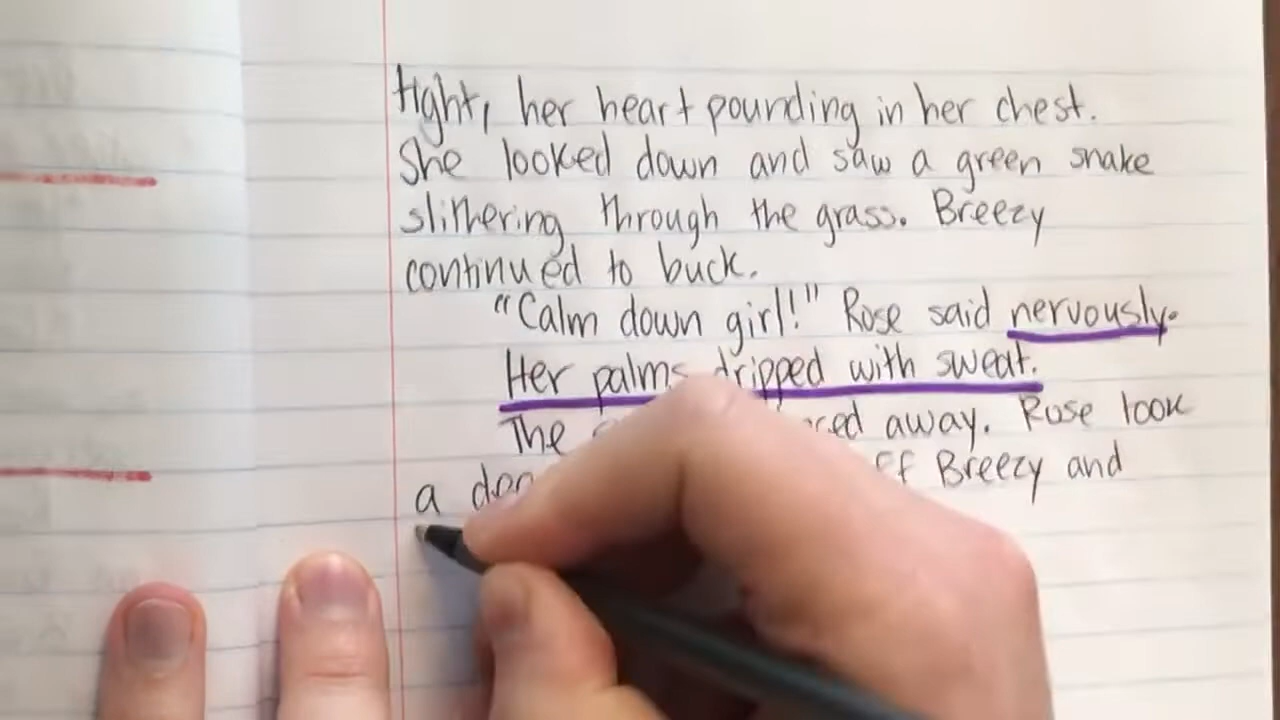 tight, her heart pounding in her chest.
She looked down and saw a green snake
slithering through the grass. Breezy
continued to buck.
"Calm down girl!" Rose said nervously.
Her palms dripped with sweat.
The away. Rose took
a Breezy and